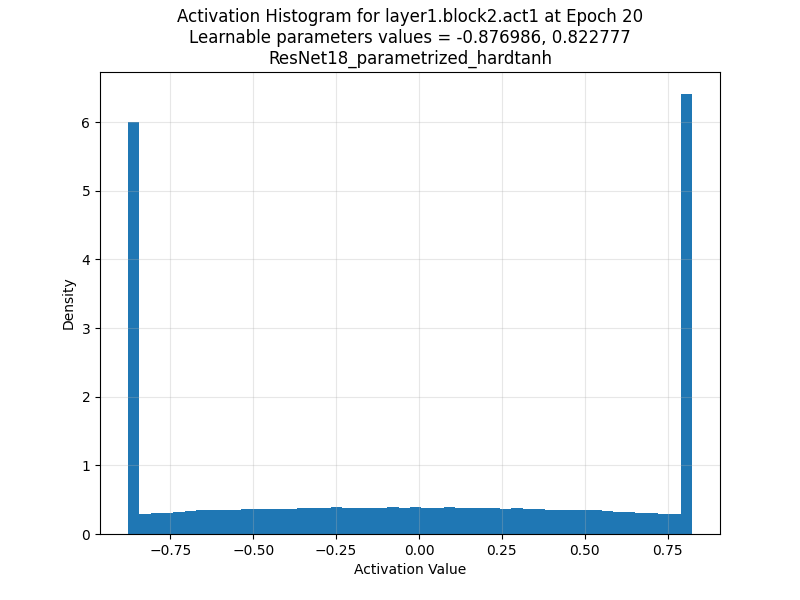 Activation Histogram for layer1.block2.act1 at Epoch 20
Learnable parameters values = -0.876986, 0.822777
ResNet18_parametrized_hardtanh
6
5
4
3
2
1
0
Density
−0.75 −0.50 −0.25 0.00 0.25 0.50 0.75
Activation Value